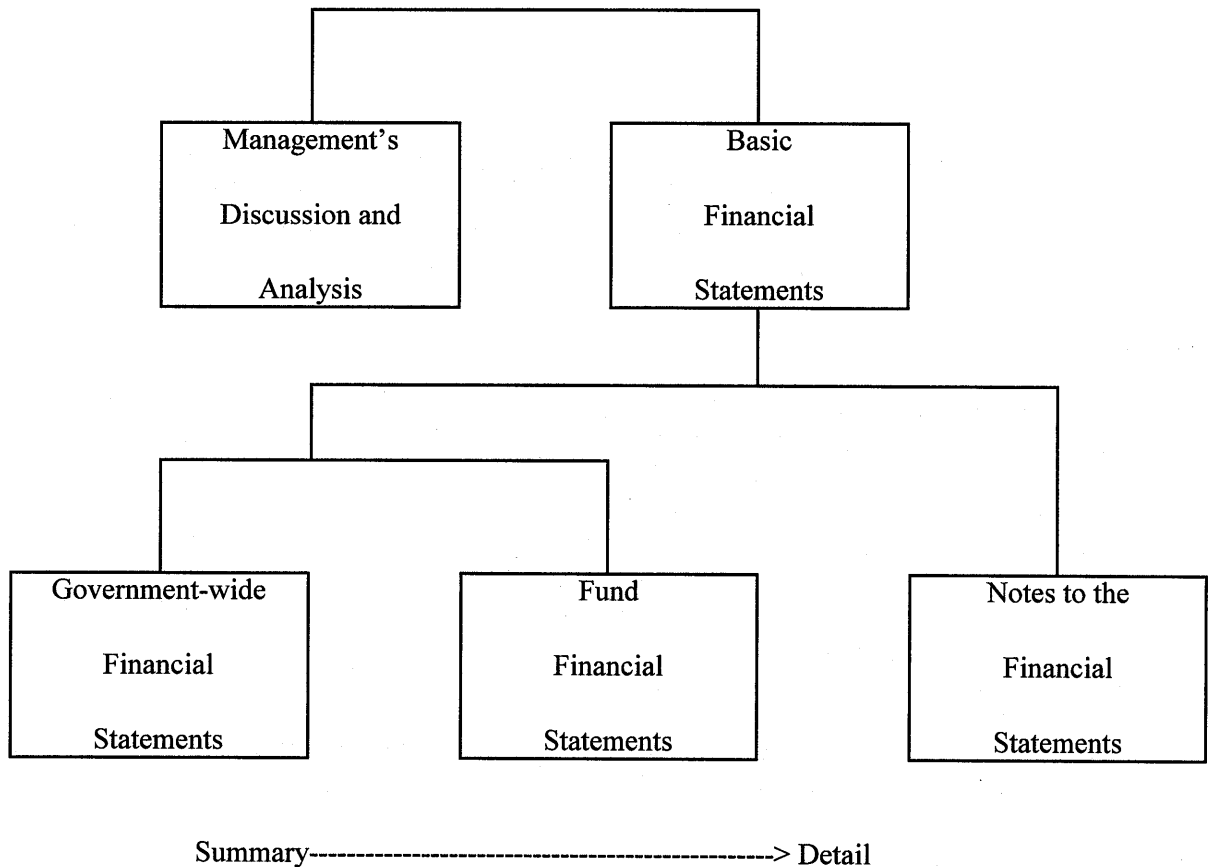 Management's
Discussion and
Analysis
Basic
Financial
Statements
Government-wide
Financial
Statements
Fund
Financial
Statements
Notes to the
Financial
Statements
Summary-----------------------------------------------> Detail